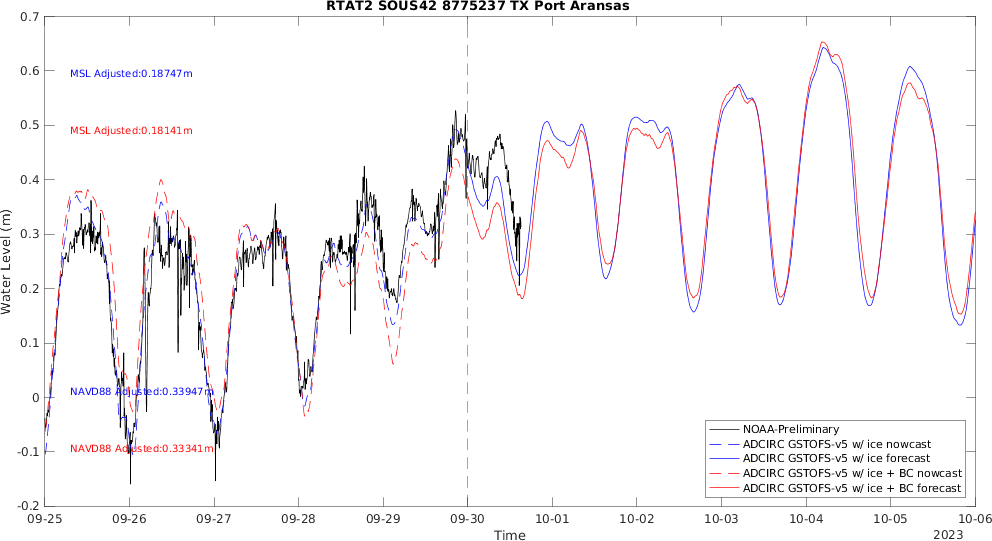 RTAT2 SOUS42 8775237 TX Port Aransas
0.7
0.6
0.5
0.4
0.3
0.2
0.1
0
-0.1
-0.2
Water Level (m)
MSL Adjusted:0.18747m
MSL Adjusted:0.18141m
NAVD88 Adjusted:0.33947m
NAVD88 Adjusted:0.33341m
NOAA-Preliminary
ADCIRC GSTOFS-v5 w/ ice nowcast
ADCIRC GSTOFS-v5 w/ ice forecast
ADCIRC GSTOFS-v5 w/ ice + BC nowcast
ADCIRC GSTOFS-v5 w/ ice + BC forecast
09-25 09-26 09-27 09-28 09-29 09-30 10-01 10-02 10-03 10-04 10-05 10-06
Time
2023